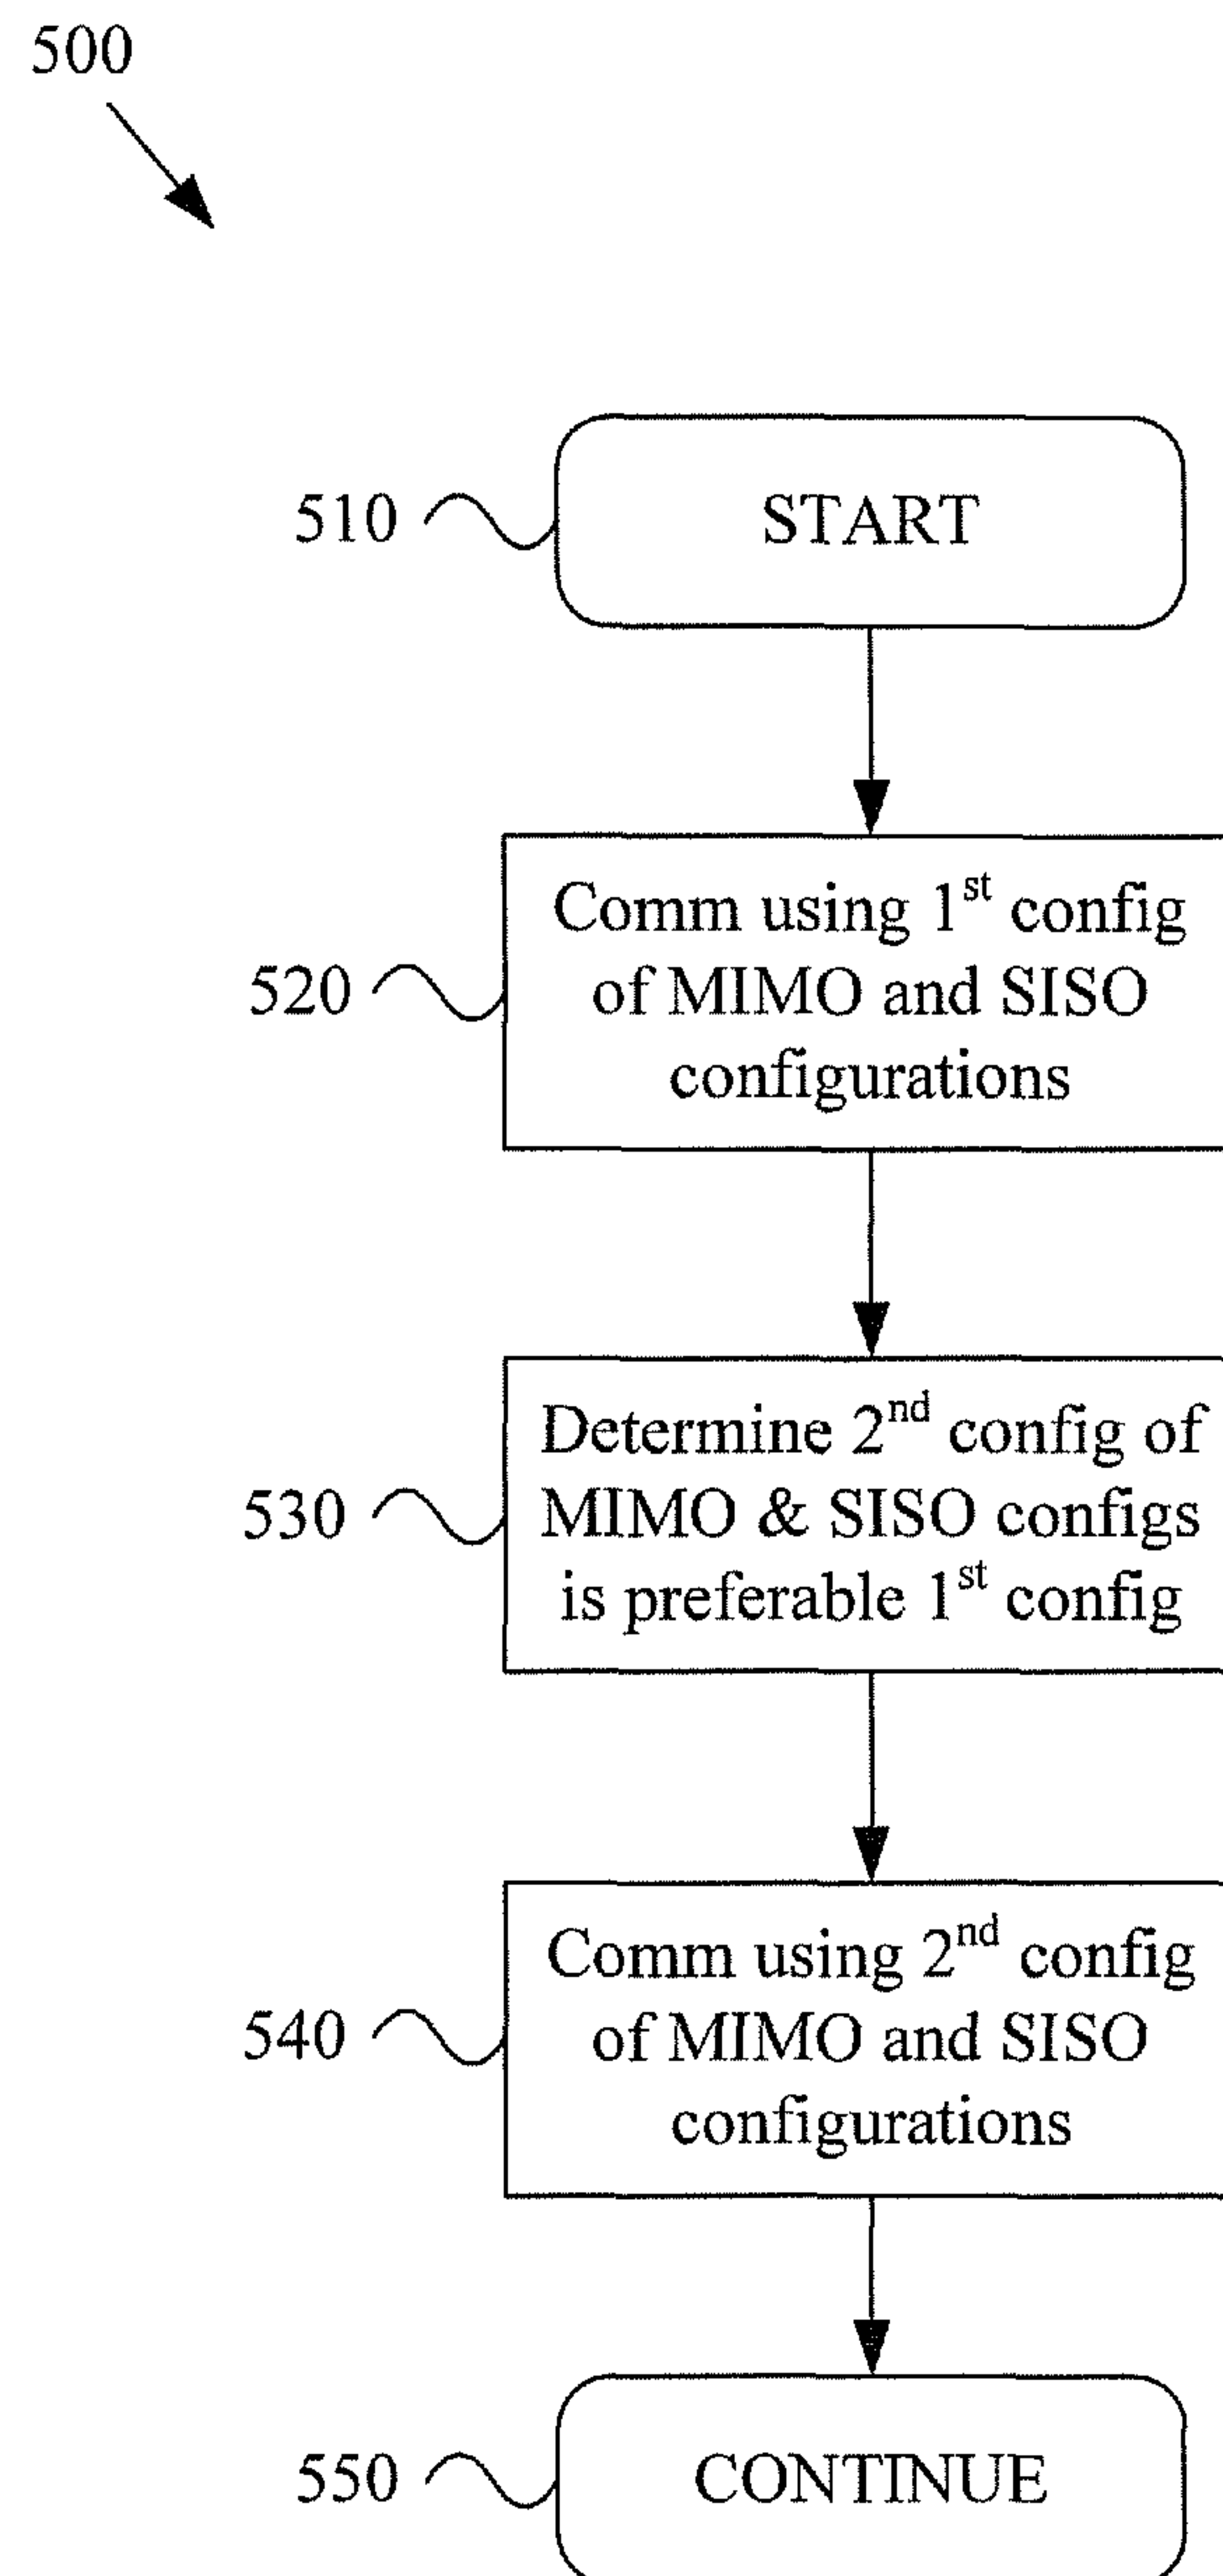 500
510
START
520
Comm using 1st config
of MIMO and SISO
configurations
530
Determine 2nd config of
MIMO & SISO configs
is preferable 1st config
540
Comm using 2nd config
of MIMO and SISO
configurations
550
CONTINUE